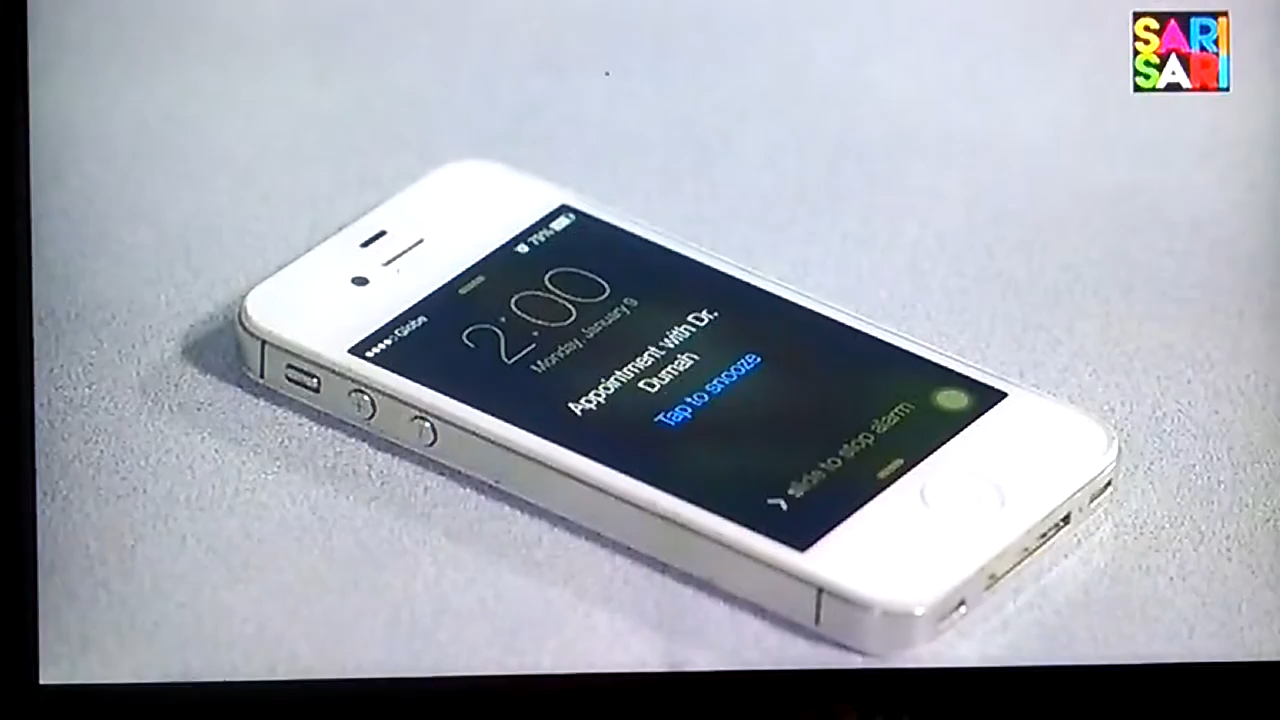 SARI
SARI
Globe
79%
2:00
Monday, January 9
Appointment with Dr.
Dumah
Tap to snooze
slide to stop alarm